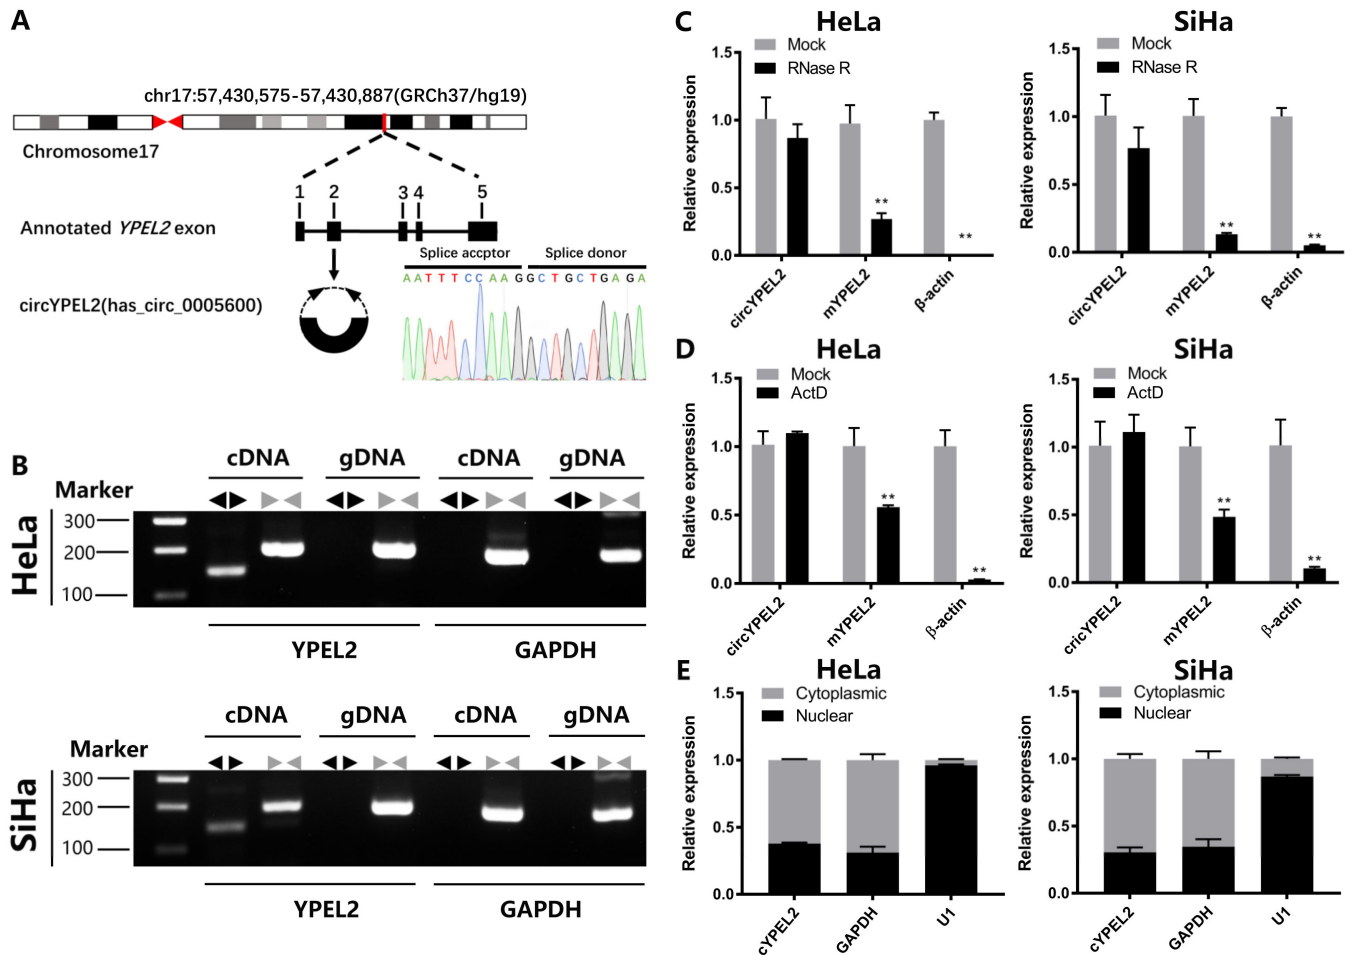 A
chr17:57,430,575-57,430,887(GRCh37/hg19)
Chromosome17
1 2 3 4 5
Annotated YPEL2 exon
Splice accptor Splice donor
AATTTCCAAGGCTGCTGAGA
circYPEL2(has_circ_0005600)
B
cDNA gDNA cDNA gDNA
Marker
HeLa
300
200
100
YPEL2 GAPDH
cDNA gDNA cDNA gDNA
Marker
SiHa
300
200
100
YPEL2 GAPDH
C
HeLa
Mock
RNase R
Relative expression
1.5
1.0
0.5
0.0
** **
circYPEL2 mYPEL2 β-actin
SiHa
Mock
RNase R
Relative expression
1.5
1.0
0.5
0.0
** **
circYPEL2 mYPEL2 β-actin
D
HeLa
Mock
ActD
Relative expression
1.5
1.0
0.5
0.0
** **
circYPEL2 mYPEL2 β-actin
SiHa
Mock
ActD
Relative expression
1.5
1.0
0.5
0.0
** **
cricYPEL2 mYPEL2 β-actin
E
HeLa
Cytoplasmic
Nuclear
Relative expression
1.5
1.0
0.5
0.0
cYPEL2 GAPDH U1
SiHa
Cytoplasmic
Nuclear
Relative expression
1.5
1.0
0.5
0.0
cYPEL2 GAPDH U1